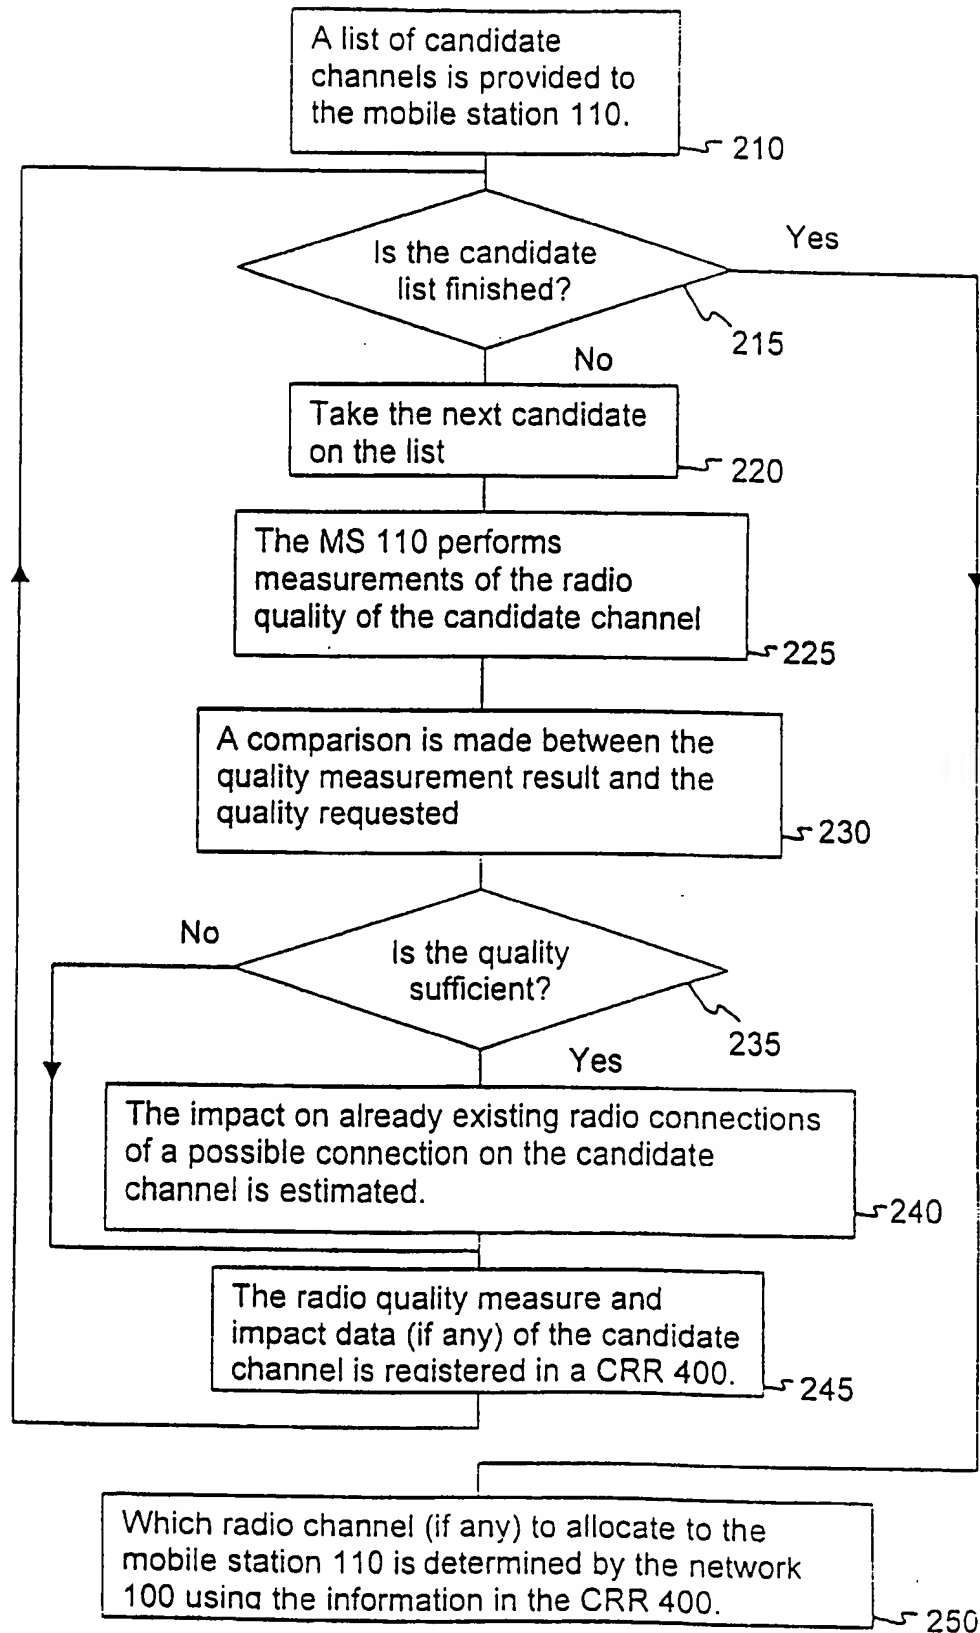 A list of candidate
channels is provided to
the mobile station 110.
210
Is the candidate
list finished?
Yes
215
No
Take the next candidate
on the list
220
The MS 110 performs
measurements of the radio
quality of the candidate channel
225
A comparison is made between the
quality measurement result and the
quality requested
230
No
Is the quality
sufficient?
235
Yes
The impact on already existing radio connections
of a possible connection on the candidate
channel is estimated.
240
The radio quality measure and
impact data (if any) of the candidate
channel is registered in a CRR 400.
245
Which radio channel (if any) to allocate to the
mobile station 110 is determined by the network
100 using the information in the CRR 400.
250